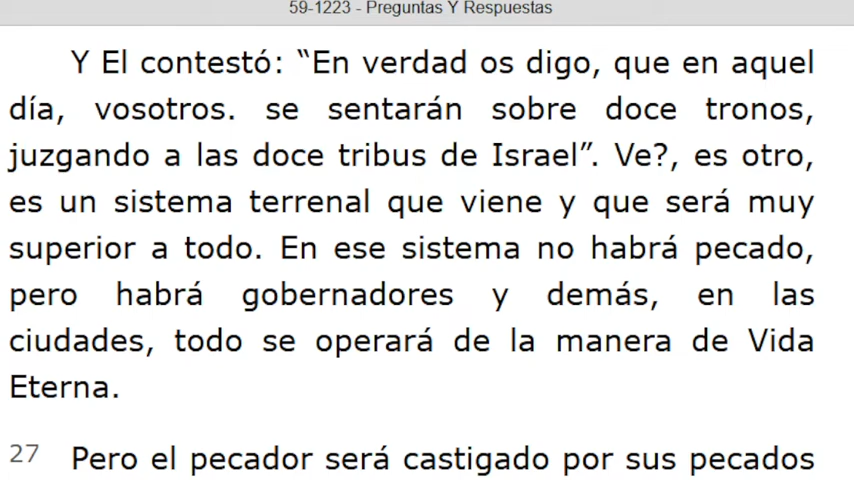 59-1223 - Preguntas Y Respuestas
Y El contestó: “En verdad os digo, que en aquel
día, vosotros. se sentarán sobre doce tronos,
juzgando a las doce tribus de Israel”. Ve?, es otro,
es un sistema terrenal que viene y que será muy
superior a todo. En ese sistema no habrá pecado,
pero habrá gobernadores y demás, en las
ciudades, todo se operará de la manera de Vida
Eterna.
27 Pero el pecador será castigado por sus pecados